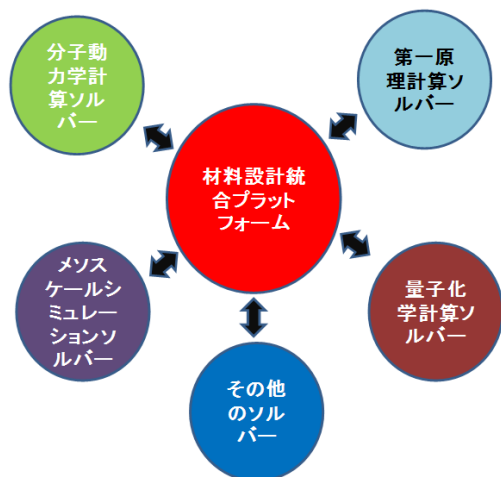 分子動
力学計
算ソル
バー
第一原
理計算ソ
ルバー
材料設計統
合プラット
フォーム
メソス
ケールシ
ミュレー
ションソ
ルバー
量子化
学計算ソ
ルバー
その他
のソル
バー